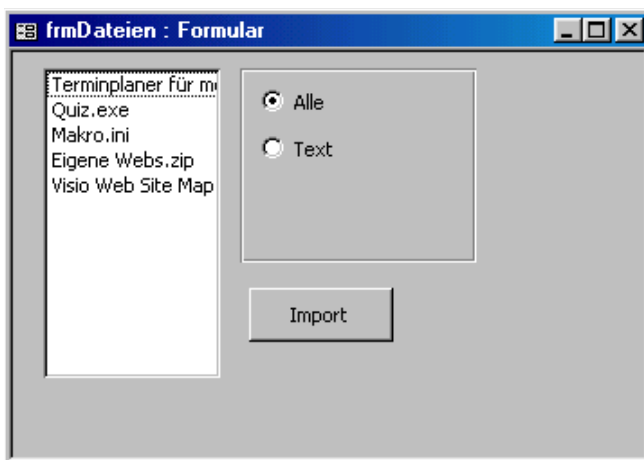 frmDateien : Formular
Terminplaner für
Quiz.exe
Makro.ini
Eigene Webs.zip
Visio Web Site Map
Alle
Text
Import